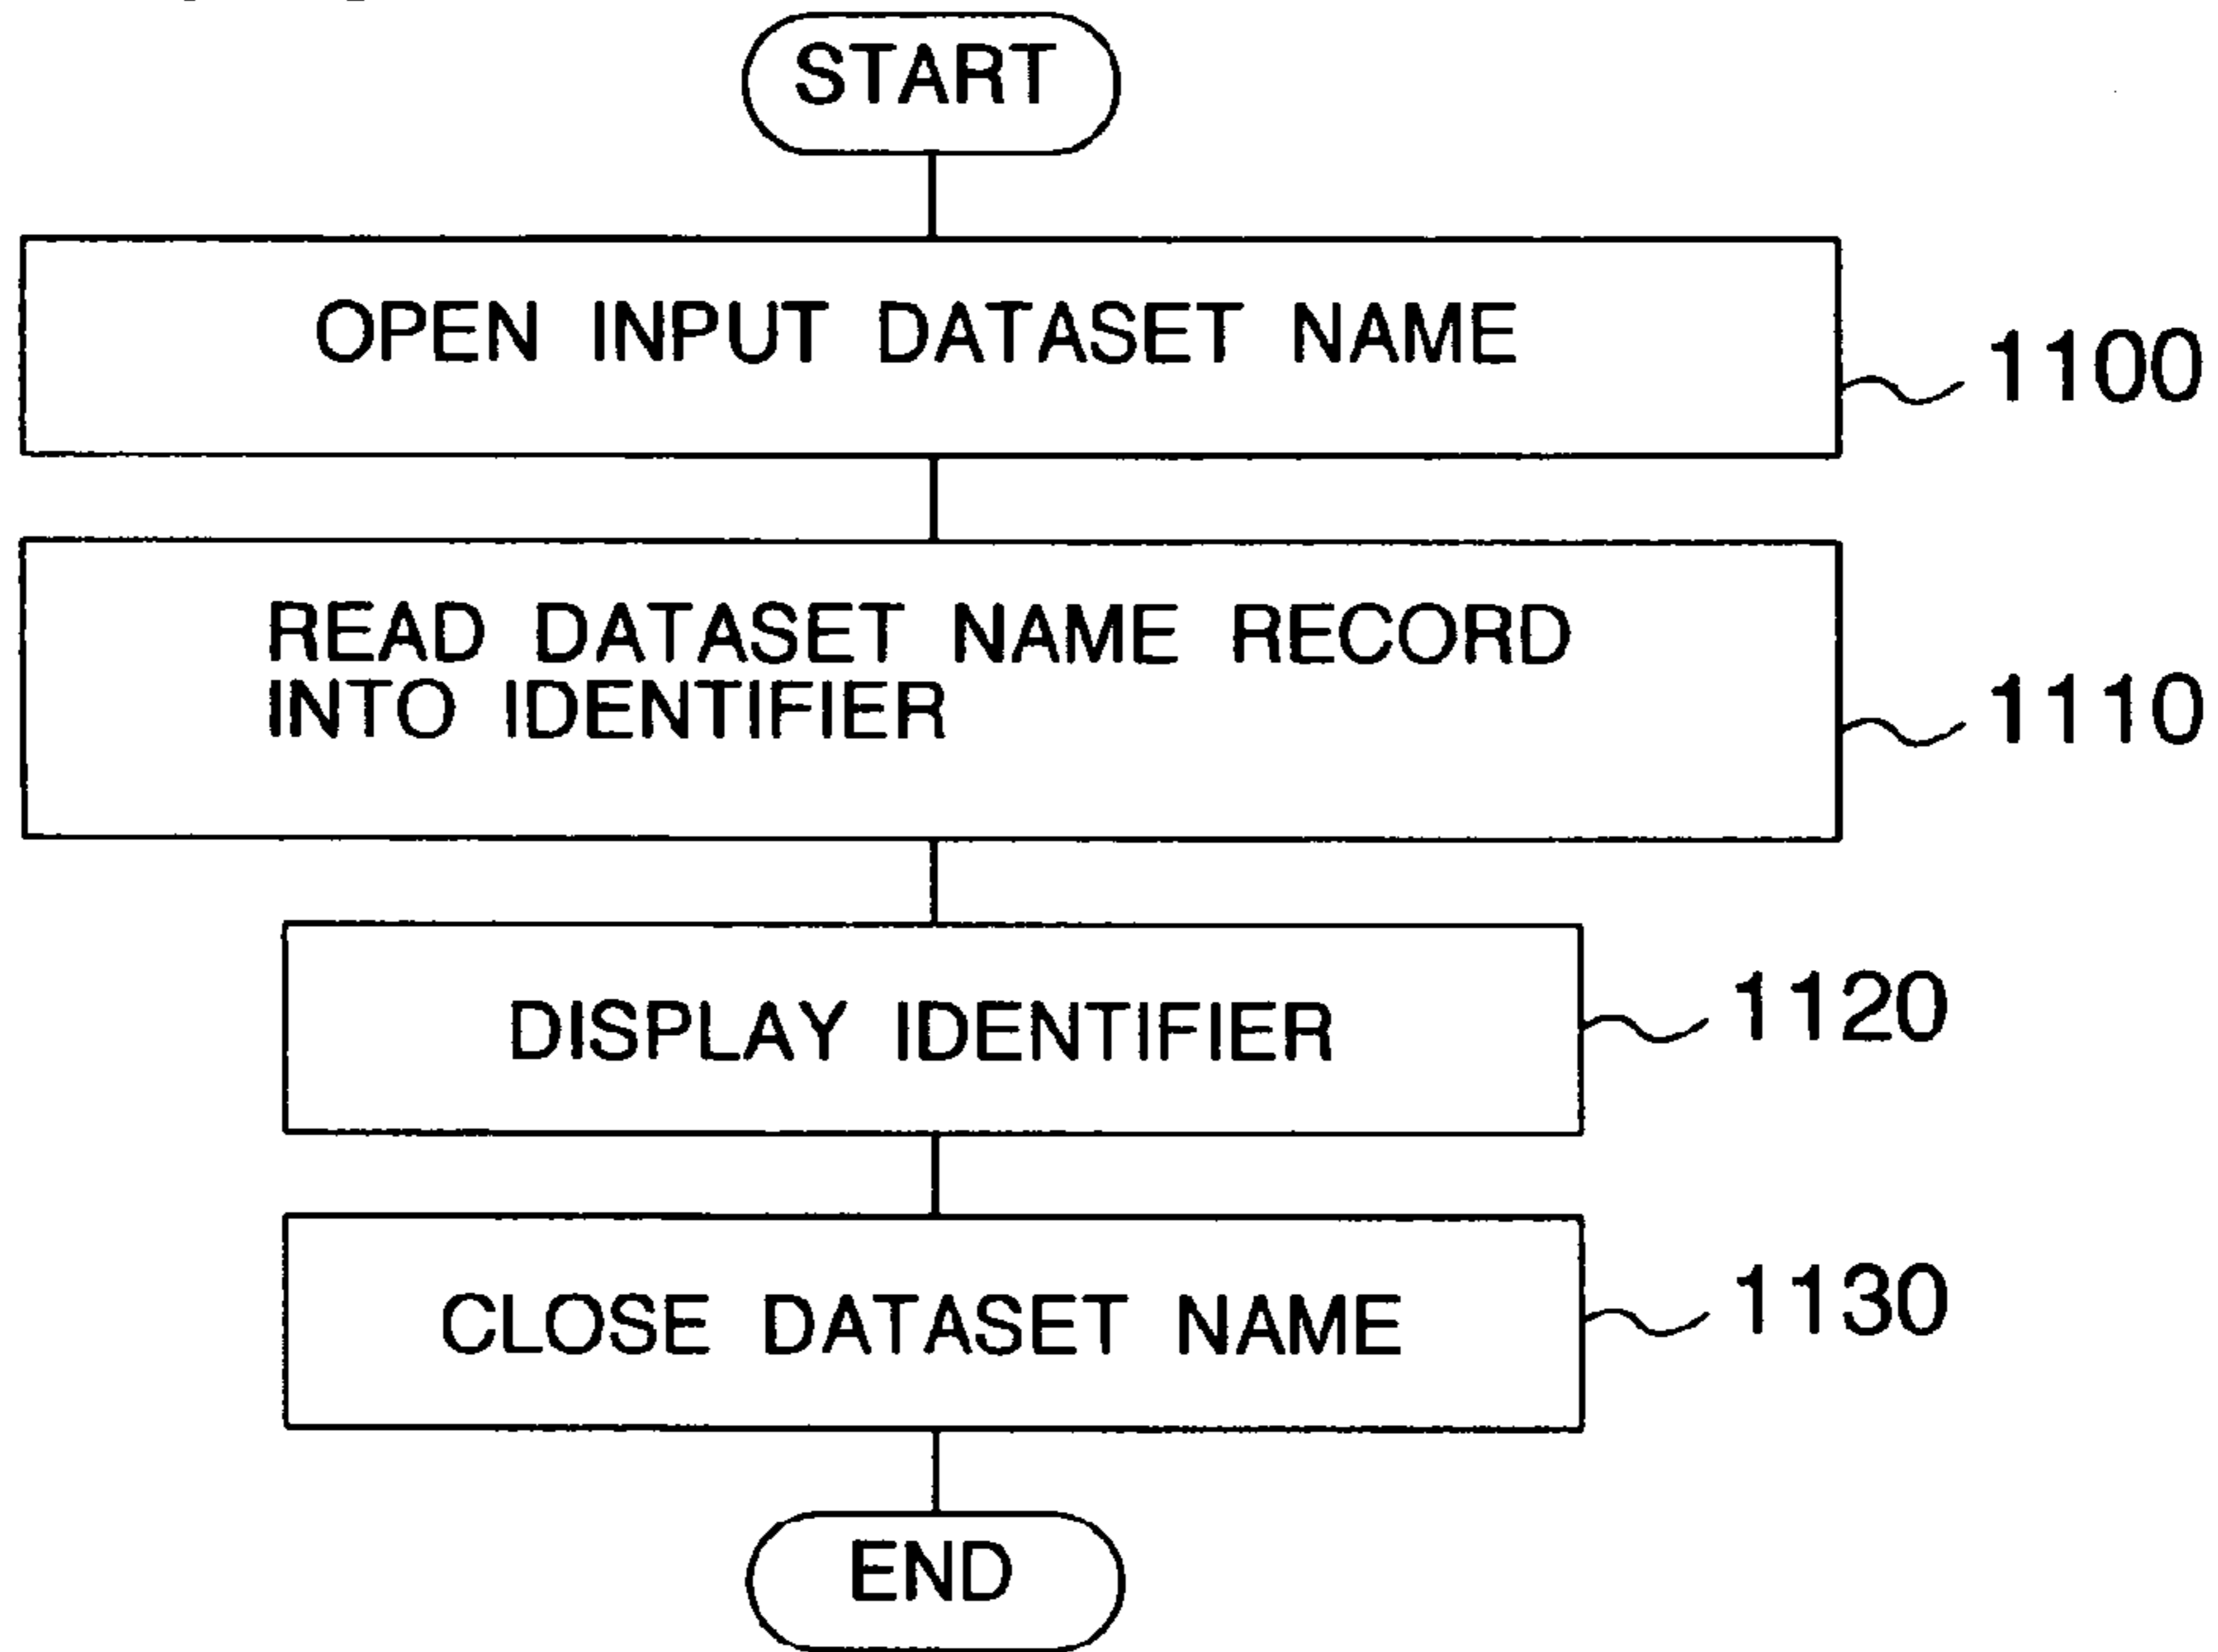 START
OPEN INPUT DATASET NAME
1100
READ DATASET NAME RECORD
INTO IDENTIFIER
1110
DISPLAY IDENTIFIER
1120
CLOSE DATASET NAME
1130
END